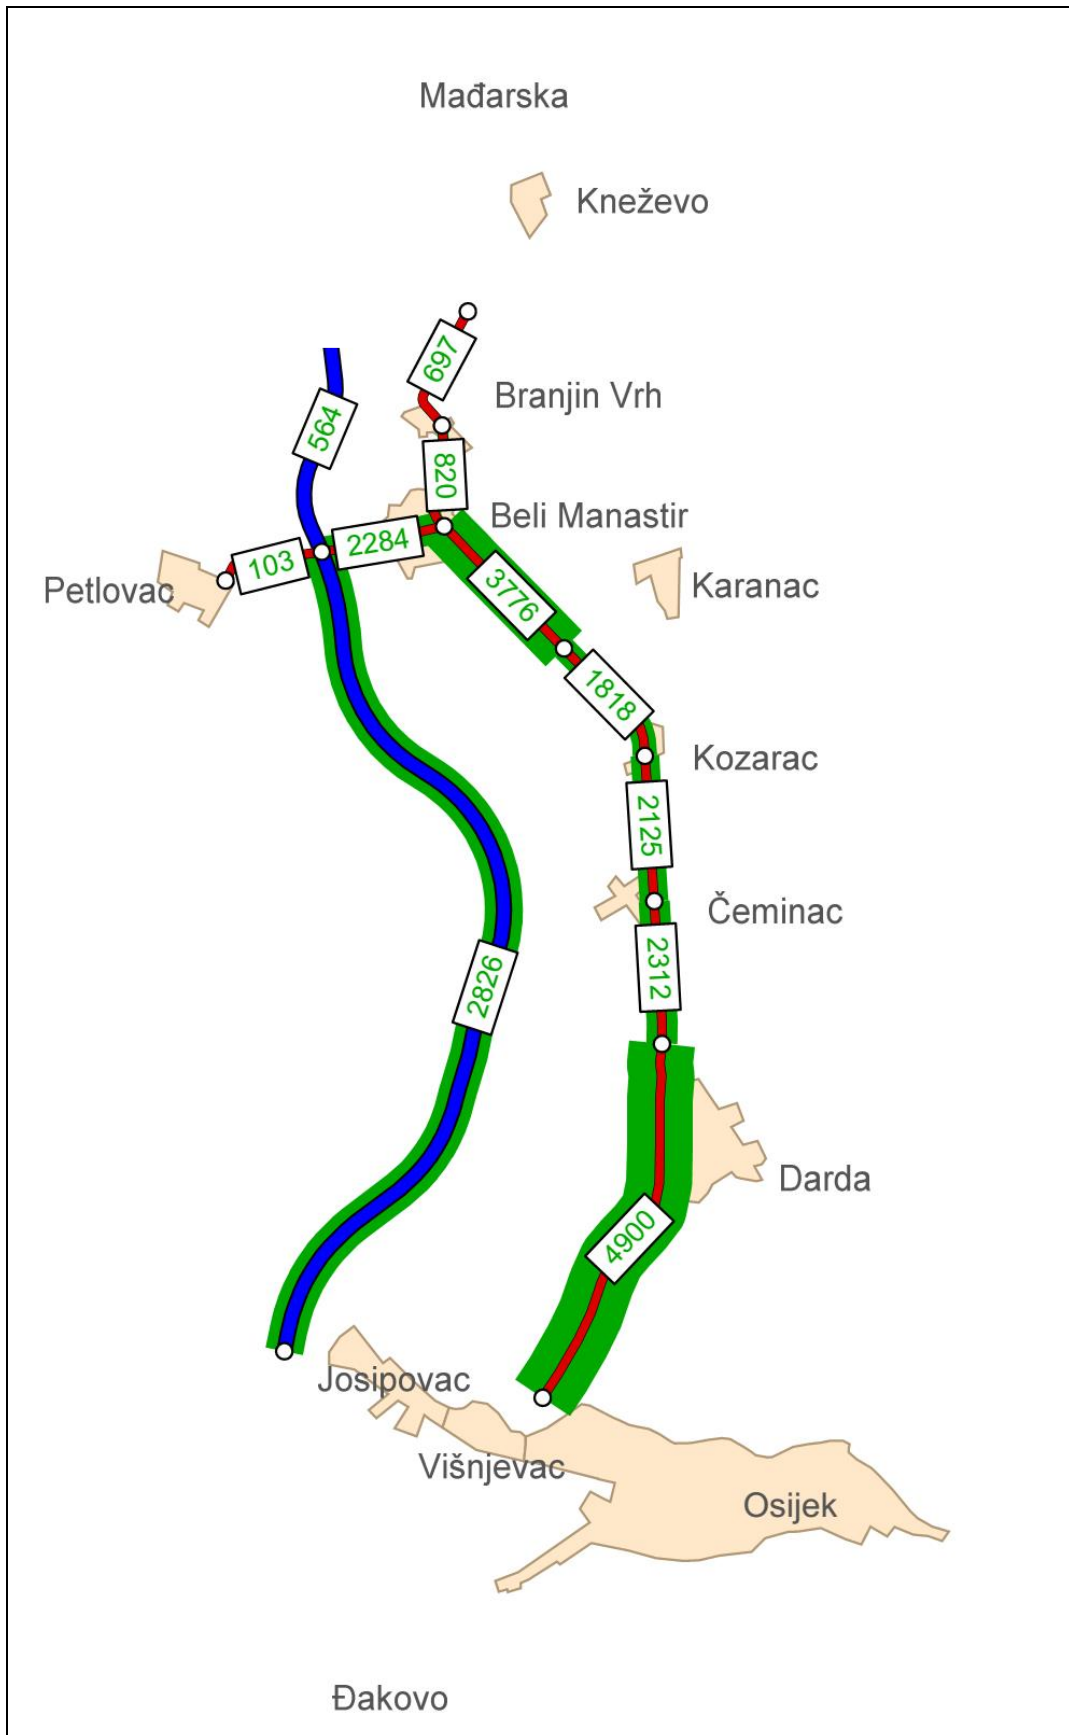 Mađarska
Kneževo
697
Branjin Vrh
564
820
Beli Manastir
2284
103
Petlovac
3776
Karanac
1818
Kozarac
2125
Čeminac
2312
2826
Darda
4900
Josipovac
Višnjevac
Osijek
Đakovo